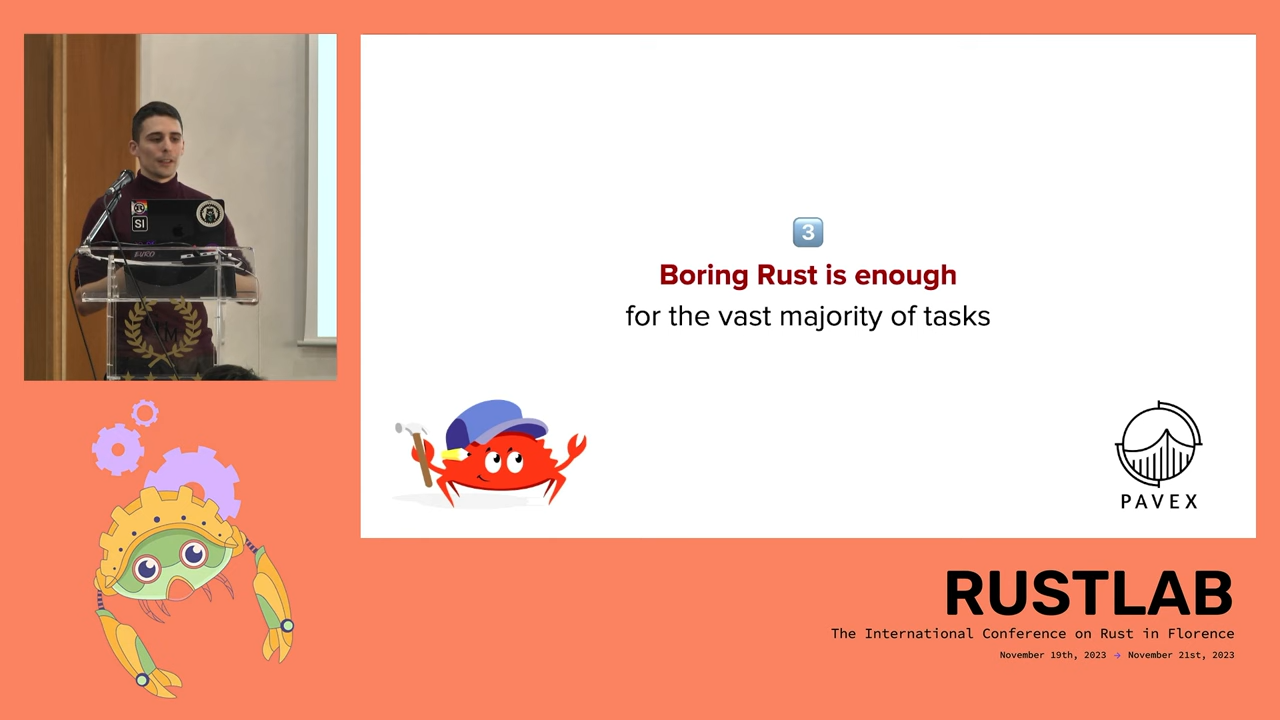 SI
3
Boring Rust is enough
for the vast majority of tasks
PAVEX
RUSTLAB
The International Conference on Rust in Florence
November 19th, 2023 → November 21st, 2023